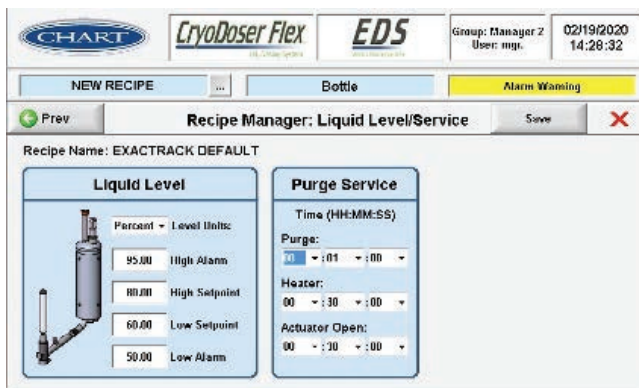 CHART
CryoDoser Flex
EDS
Group: Manager 2
User: mgr.
02/19/2020
14:28:32
NEW RECIPE
...
Bottle
Alarm Warning
Prev
Recipe Manager: Liquid Level/Service
Save
Recipe Name: EXACTRACK DEFAULT
Liquid Level
Percent Level Units:
95.00 High Alarm
80.00 High Setpoint
60.00 Low Setpoint
50.00 Low Alarm
Purge Service
Time (HH:MM:SS)
Purge:
00 : 01 : 00
Heater:
00 : 30 : 00
Actuator Open:
00 : 30 : 00